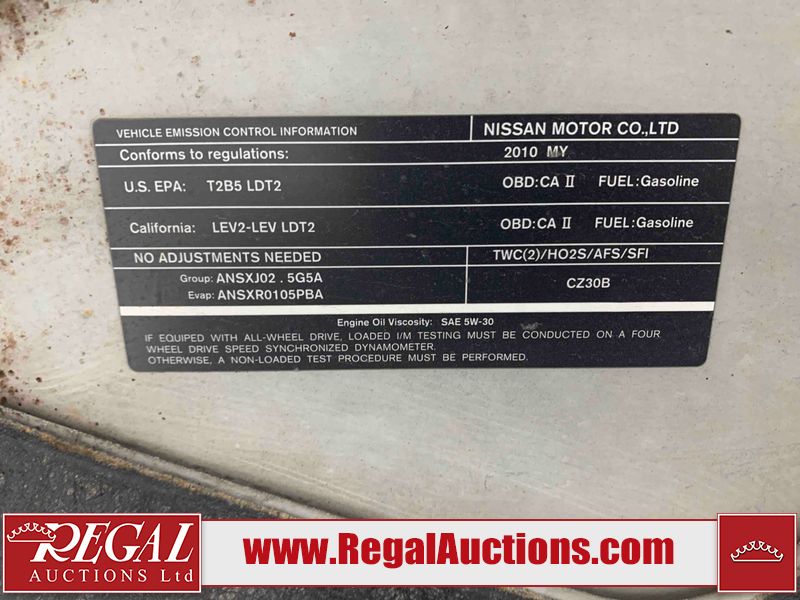 VEHICLE EMISSION CONTROL INFORMATION NISSAN MOTOR CO.,LTD
Conforms to regulations: 2010 MY
U.S. EPA: T2B5 LDT2 OBD:CA II FUEL:Gasoline
California: LEV2-LEV LDT2 OBD:CA II FUEL:Gasoline
NO ADJUSTMENTS NEEDED TWC(2)/HO2S/AFS/SFI
Group: ANSXJ02.5G5A
Evap: ANSXR0105PBA
CZ30B
Engine Oil Viscosity: SAE 5W-30
IF EQUIPED WITH ALL-WHEEL DRIVE, LOADED I/M TESTING MUST BE CONDUCTED ON A FOUR
WHEEL DRIVE SPEED SYNCHRONIZED DYNAMOMETER.
OTHERWISE, A NON-LOADED TEST PROCEDURE MUST BE PERFORMED.
REGAL
AUCTIONS Ltd
www.RegalAuctions.com